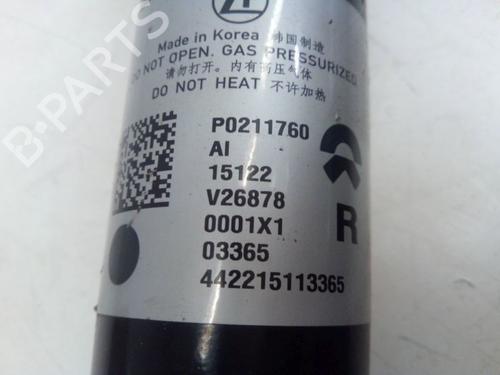 ZF
Made in Korea 韩国制造
DO NOT OPEN. GAS PRESSURIZED
请勿打开。内有高压气体
DO NOT HEAT 不许加热
P0211760
AI
15122
V26878
0001X1
R
03365
442215113365
B-PARTS